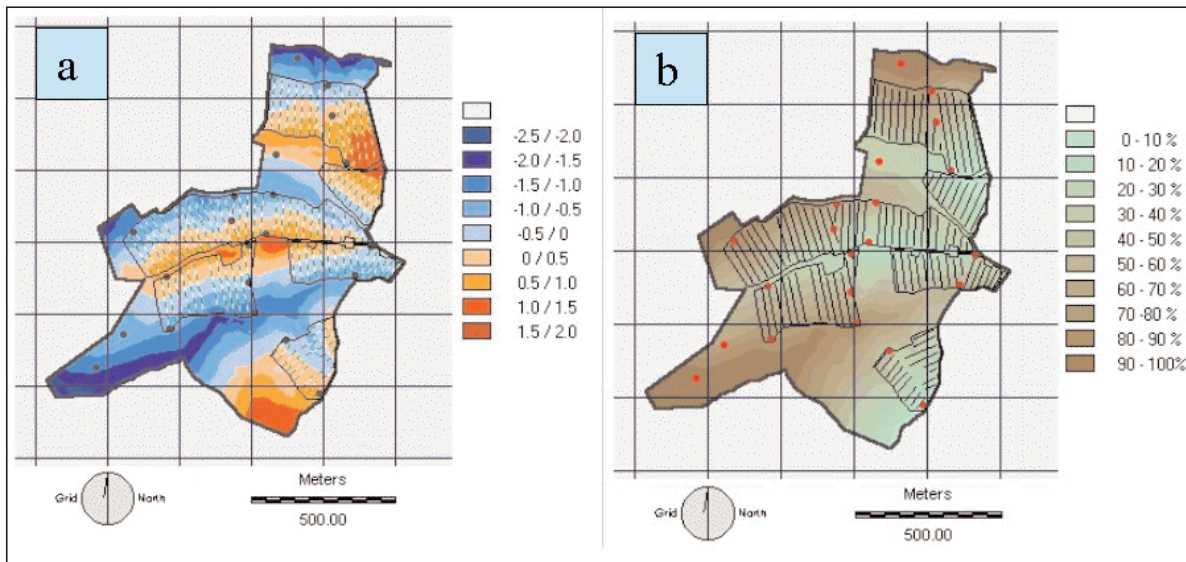 a
-2.5 / -2.0
-2.0 / -1.5
-1.5 / -1.0
-1.0 / -0.5
-0.5 / 0
0 / 0.5
0.5 / 1.0
1.0 / 1.5
1.5 / 2.0
Grid North
Meters
500.00
b
0 - 10 %
10 - 20 %
20 - 30 %
30 - 40 %
40 - 50 %
50 - 60 %
60 - 70 %
70 -80 %
80 - 90 %
90 - 100%
Grid North
Meters
500.00